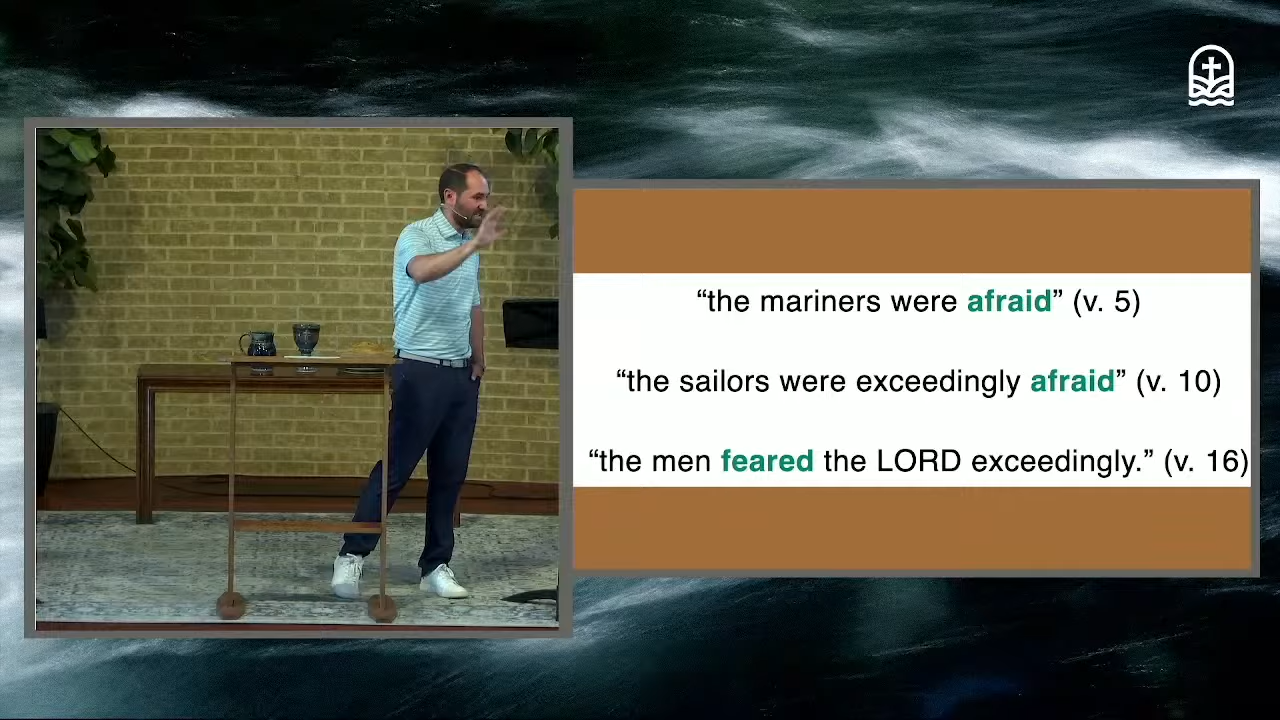 “the mariners were afraid” (v. 5)
“the sailors were exceedingly afraid” (v. 10)
“the men feared the LORD exceedingly.” (v. 16)